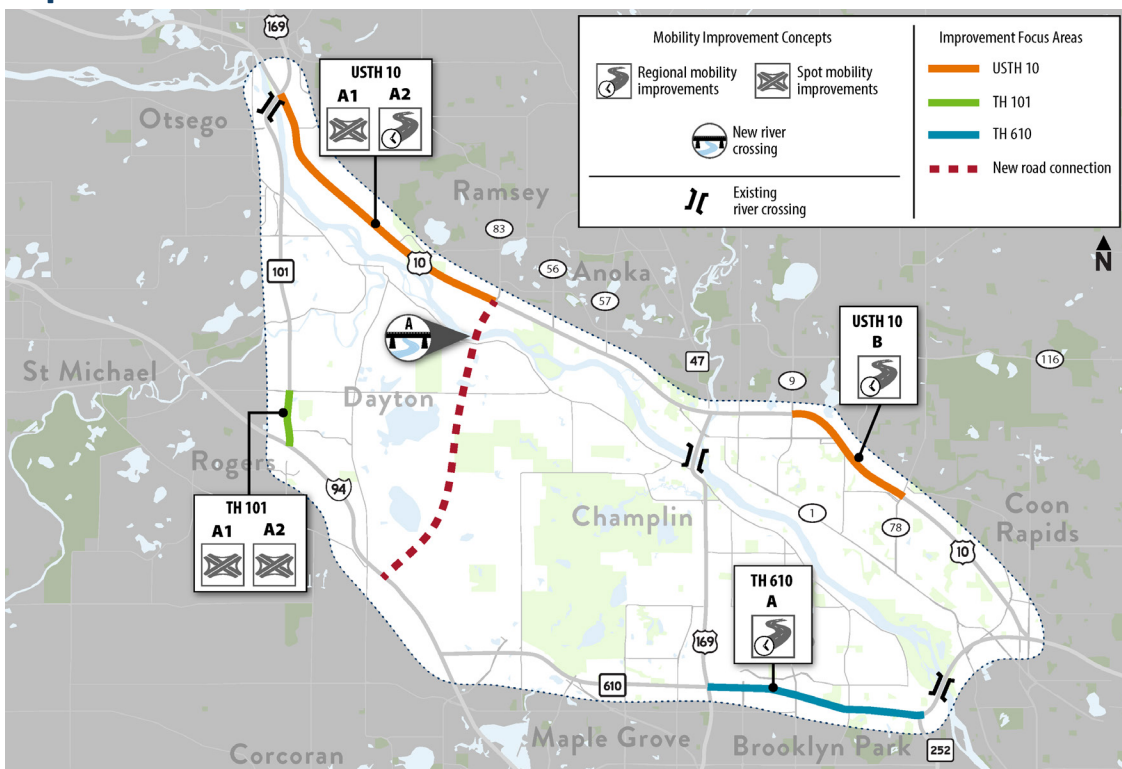 169
Otsego
USTH 10
A1 A2
Ramsey
83
56
Anoka
57
10
101
A
St Michael
Dayton
47
9
116
USTH 10
B
Rogers
94
TH 101
A1 A2
Champlin
1
78
Coon
Rapids
10
TH 610
A
169
610
Corcoran
Maple Grove
Brooklyn Park
252
Mobility Improvement Concepts
Regional mobility
improvements
Spot mobility
improvements
New river
crossing
Existing
river crossing
Improvement Focus Areas
USTH 10
TH 101
TH 610
New road connection
N